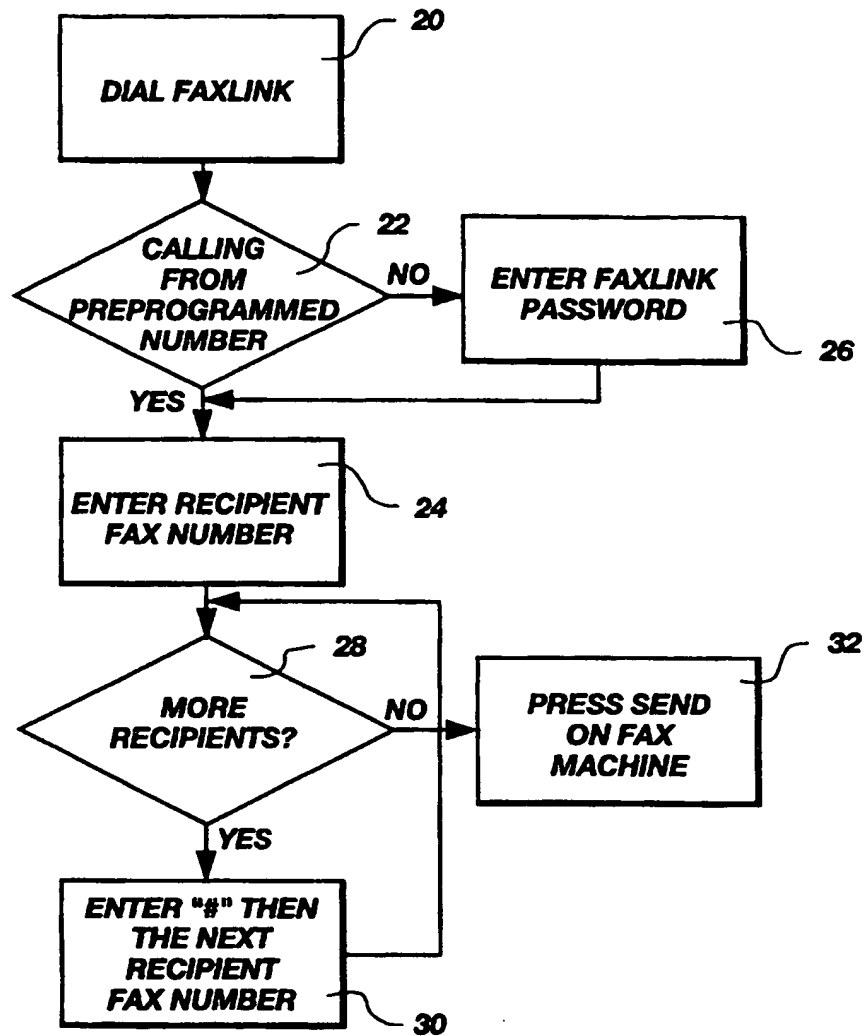 20
DIAL FAXLINK
22
CALLING
FROM
PREPROGRAMMED
NUMBER
NO
ENTER FAXLINK
PASSWORD
26
YES
ENTER RECIPIENT
FAX NUMBER
24
28
MORE
RECIPIENTS?
NO
32
PRESS SEND
ON FAX
MACHINE
YES
ENTER "#" THEN
THE NEXT
RECIPIENT
FAX NUMBER
30